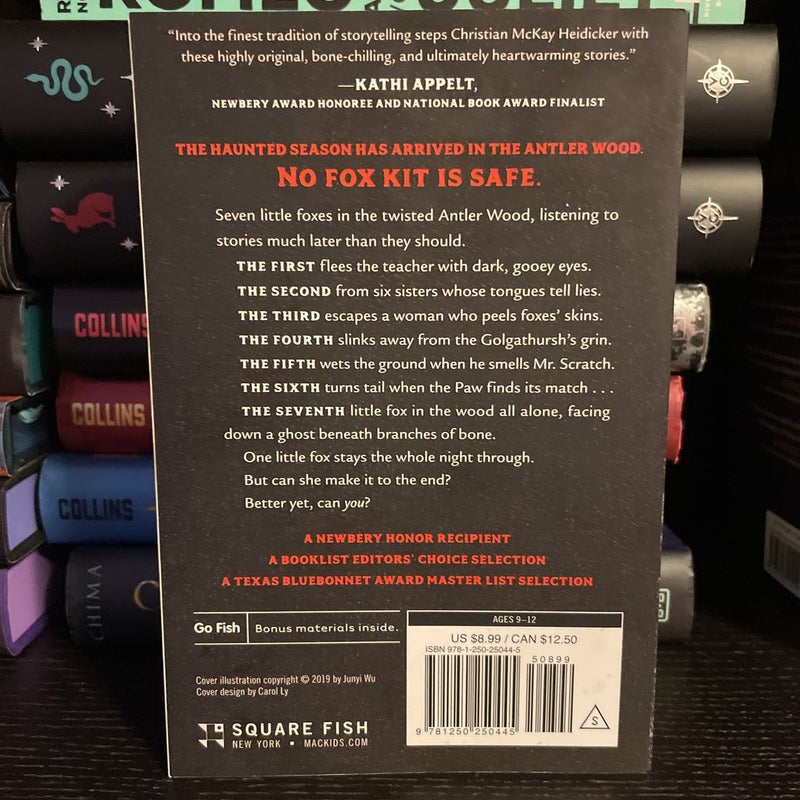 "Into the finest tradition of storytelling steps Christian McKay Heidicker with
these highly original, bone-chilling, and ultimately heartwarming stories."
—KATHI APPELT,
NEWBERY AWARD HONOREE AND NATIONAL BOOK AWARD FINALIST
THE HAUNTED SEASON HAS ARRIVED IN THE ANTLER WOOD.
NO FOX KIT IS SAFE.
Seven little foxes in the twisted Antler Wood, listening to
stories much later than they should.
THE FIRST flees the teacher with dark, gooey eyes.
THE SECOND from six sisters whose tongues tell lies.
THE THIRD escapes a woman who peels foxes' skins.
THE FOURTH slinks away from the Golgathursh's grin.
THE FIFTH wets the ground when he smells Mr. Scratch.
THE SIXTH turns tail when the Paw finds its match . . .
THE SEVENTH little fox in the wood all alone, facing
down a ghost beneath branches of bone.
One little fox stays the whole night through.
But can she make it to the end?
Better yet, can you?
A NEWBERY HONOR RECIPIENT
A BOOKLIST EDITORS' CHOICE SELECTION
A TEXAS BLUEBONNET AWARD MASTER LIST SELECTION
Go Fish Bonus materials inside.
AGES 9–12
US $8.99 / CAN $12.50
ISBN 978-1-250-25044-5
50899
9 781250 250445
S
Cover illustration copyright © 2019 by Junyi Wu
Cover design by Carol Ly
SQUARE FISH
NEW YORK • MACKIDS.COM
COLLINS
COLLINS
COLLINS
CHIMA